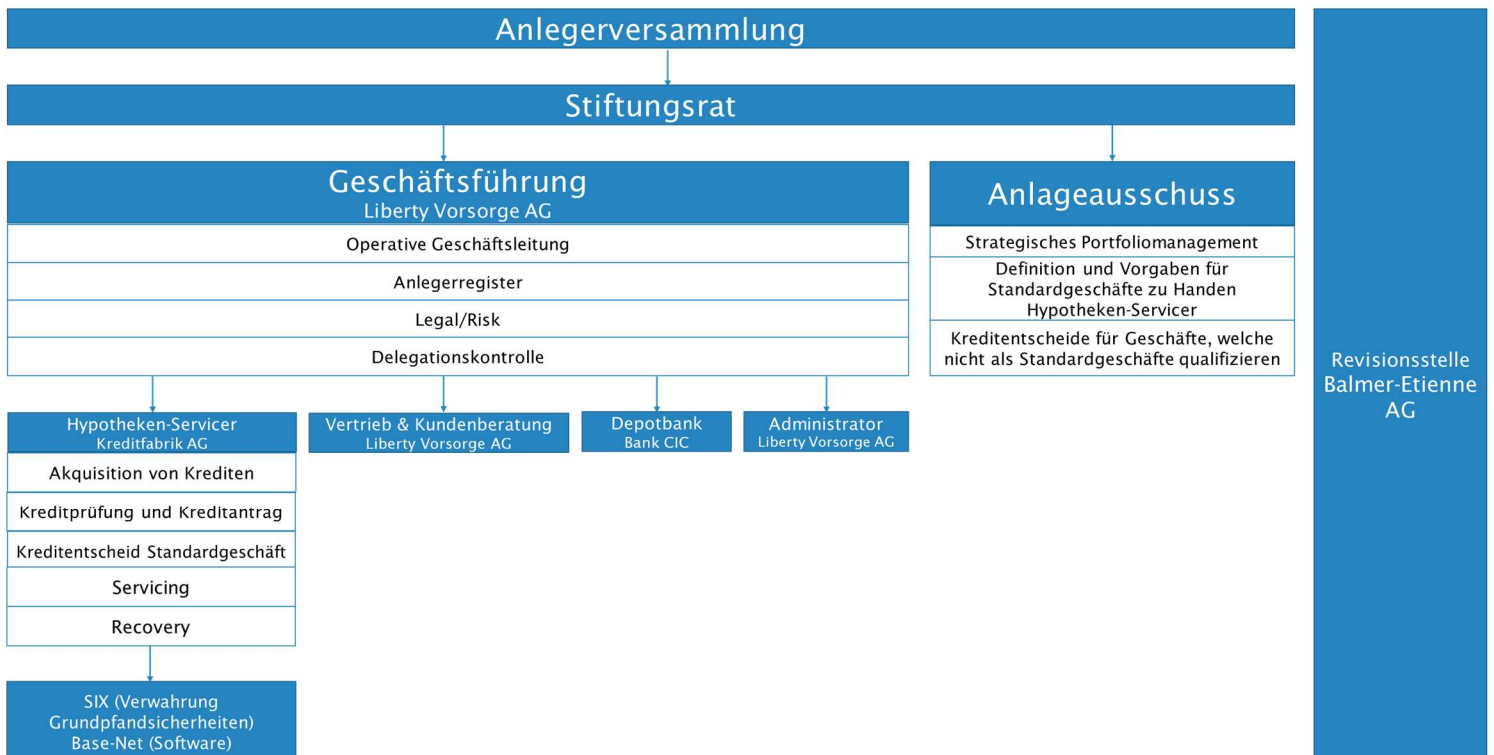 Anlegerversammlung
Stiftungsrat
Geschäftsführung
Liberty Vorsorge AG
Operative Geschäftsleitung
Anlegerregister
Legal/Risk
Delegationskontrolle
Anlageausschuss
Strategisches Portfoliomanagement
Definition und Vorgaben für
Standardgeschäfte zu Handen
Hypotheken-Servicer
Kreditentscheide für Geschäfte, welche
nicht als Standardgeschäfte qualifizieren
Hypotheken-Servicer
Kreditfabrik AG
Akquisition von Krediten
Kreditprüfung und Kreditantrag
Kreditentscheid Standardgeschäft
Servicing
Recovery
SIX (Verwahrung
Grundpfandsicherheiten)
Base-Net (Software)
Vertrieb & Kundenberatung
Liberty Vorsorge AG
Depotbank
Bank CIC
Administrator
Liberty Vorsorge AG
Revisionsstelle
Balmer-Etienne
AG